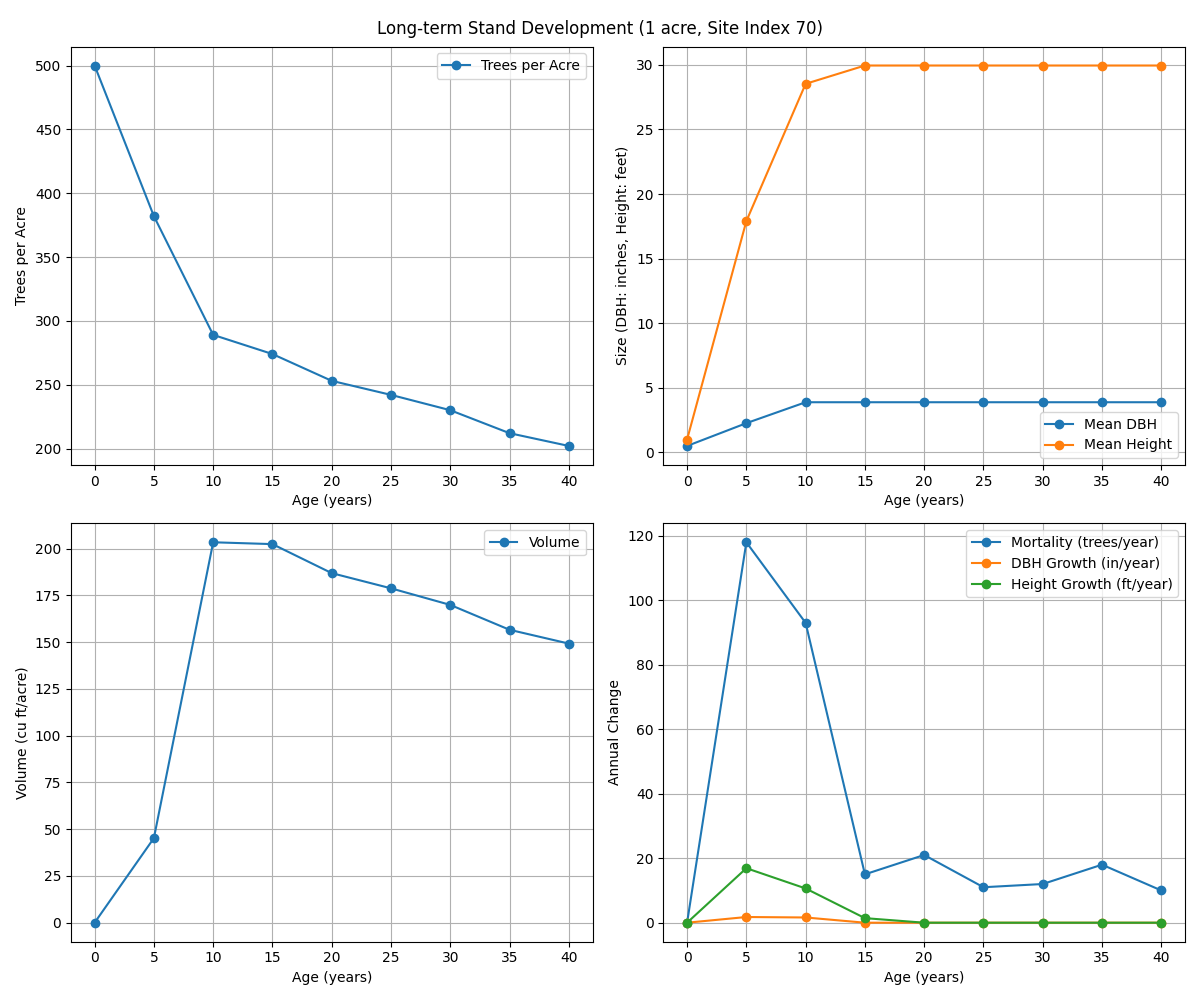 Long-term Stand Development (1 acre, Site Index 70)
Trees per Acre
500
450
400
350
300
250
200
Trees per Acre
0 5 10 15 20 25 30 35 40
Age (years)
30
25
20
15
10
5
0
Size (DBH: inches, Height: feet)
Mean DBH
Mean Height
0 5 10 15 20 25 30 35 40
Age (years)
Volume
200
175
150
125
100
75
50
25
0
Volume (cu ft/acre)
0 5 10 15 20 25 30 35 40
Age (years)
Mortality (trees/year)
DBH Growth (in/year)
Height Growth (ft/year)
120
100
80
60
40
20
0
Annual Change
0 5 10 15 20 25 30 35 40
Age (years)